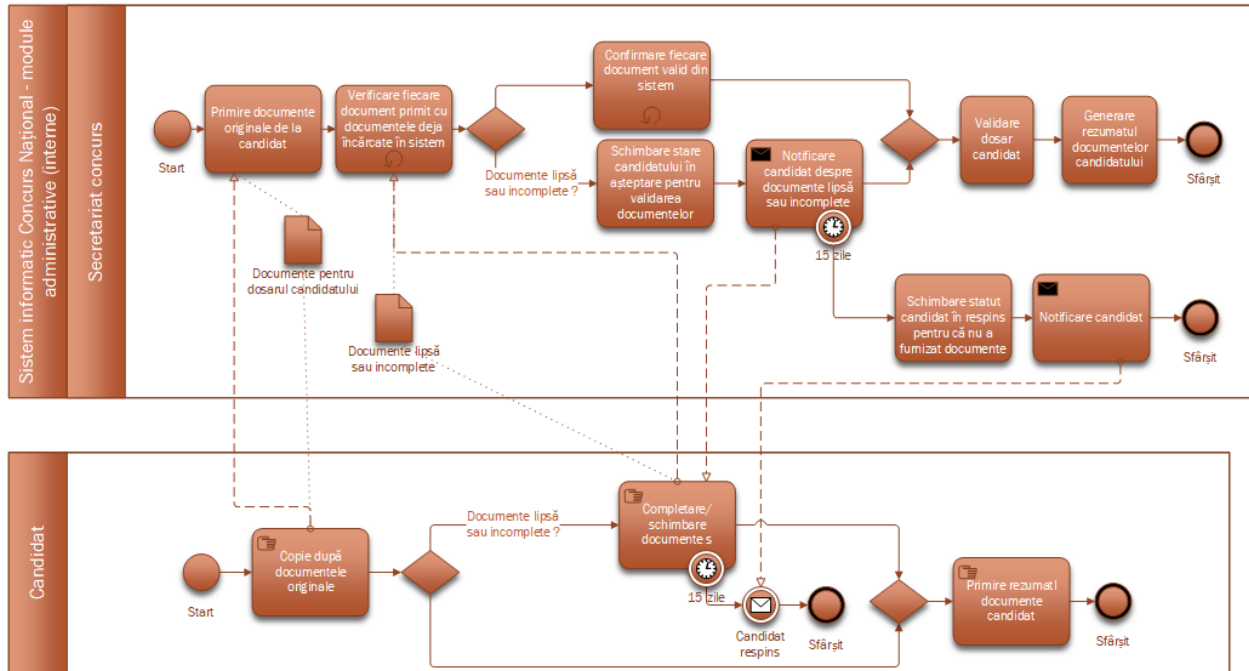 Sistem informatic Concurs Național - module
administrative (interne)
Secretariat concurs
Start
Primire documente
originale de la
candidat
Verificare fiecare
document primit cu
documentele deja
încărcate în sistem
Confirmare fiecare
document valid din
sistem
Documente lipsă
sau incomplete ?
Schimbare stare
candidatului în
așteptare pentru
validarea
documentelor
Notificare
candidat despre
documente lipsă
sau incomplete
15 zile
Validare
dosar
candidat
Generare
rezumatul
documentelor
candidatului
Sfârșit
Documente pentru
dosarul candidatului
Documente lipsă
sau incomplete
Schimbare statut
candidat în respins
pentru că nu a
furnizat documente
Notificare candidat
Sfârșit
Candidat
Start
Copie după
documentele
originale
Documente lipsă
sau incomplete ?
Completare/
schimbare
documente s
15 zile
Candidat
respins
Sfârșit
Primire rezumatl
documente
candidat
Sfârșit